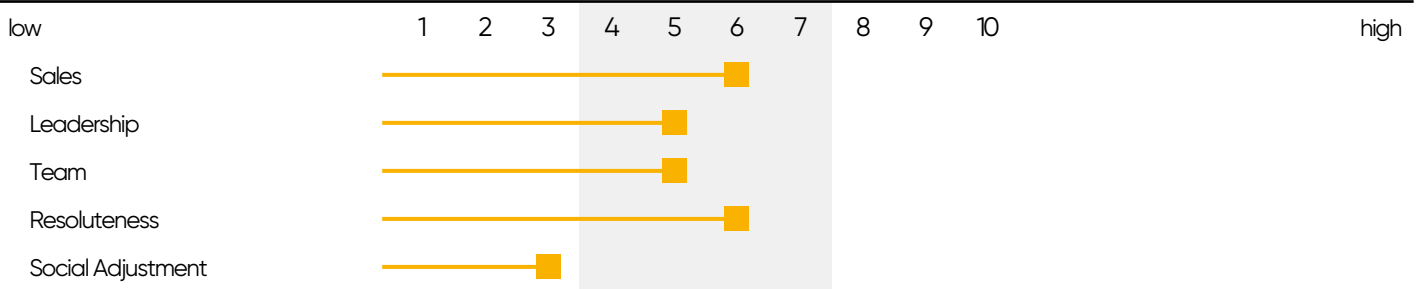 low 1 2 3 4 5 6 7 8 9 10 high
Sales
Leadership
Team
Resoluteness
Social Adjustment